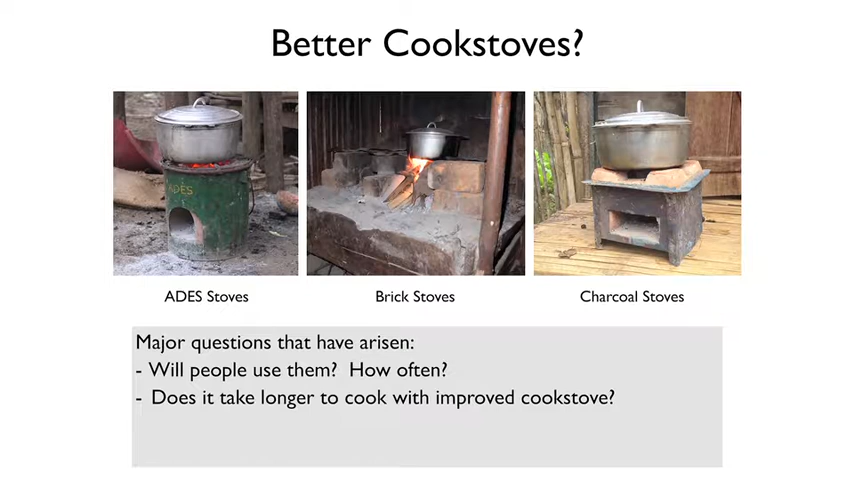 Better Cookstoves?
ADES
ADES Stoves
Brick Stoves
Charcoal Stoves
Major questions that have arisen:
- Will people use them? How often?
- Does it take longer to cook with improved cookstove?